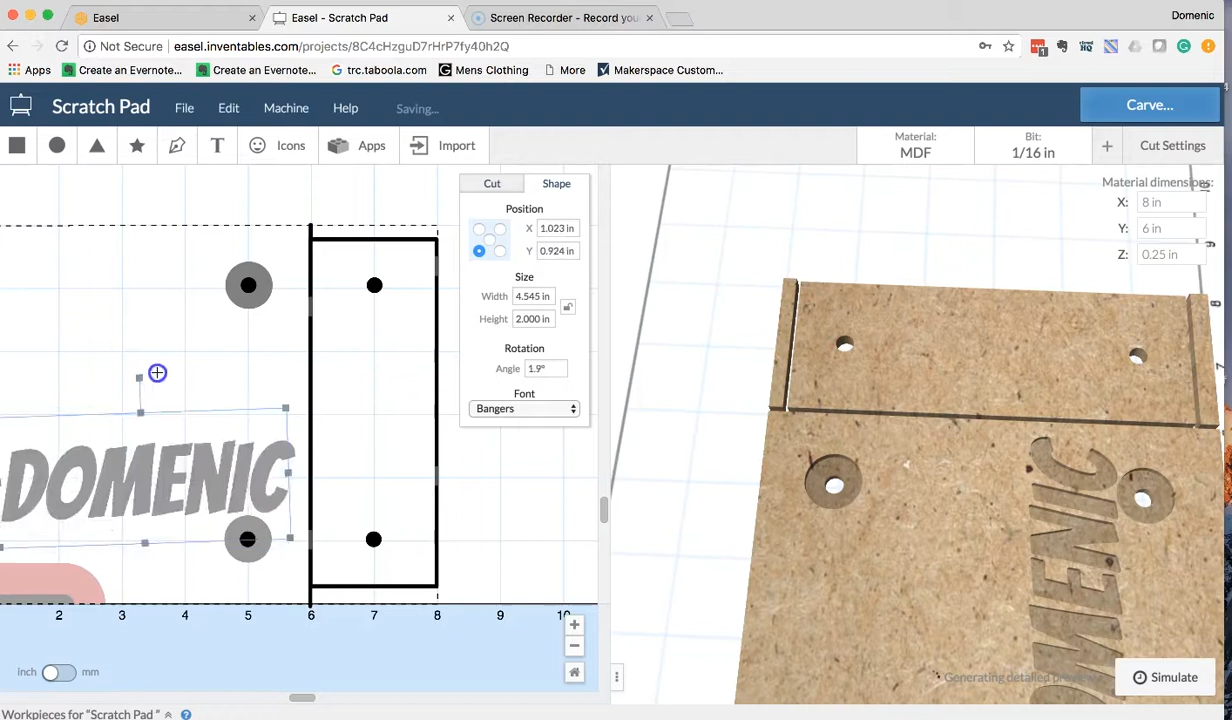 Easel
Easel - Scratch Pad
Screen Recorder - Record you
Domenic
Not Secure
easel.inventables.com/projects/8C4cHzguD7rHrP7fy40h2Q
Apps
Create an Evernote...
Create an Evernote...
trc.taboola.com
Mens Clothing
More
Makerspace Custom...
Scratch Pad
File
Edit
Machine
Help
Saving...
Carve...
T
Icons
Apps
Import
Material:
MDF
Bit:
1/16 in
Cut Settings
Cut
Shape
Position
X
1.023 in
Y
0.924 in
Size
Width
4.545 in
Height
2.000 in
Rotation
Angle
1.9°
Font
Bangers
Material dimensions:
X:
8 in
Y:
6 in
Z:
0.25 in
DOMENIC
2
3
4
5
6
7
8
9
10
inch
mm
8
7
Generating detailed preview
Simulate
Workpieces for "Scratch Pad "